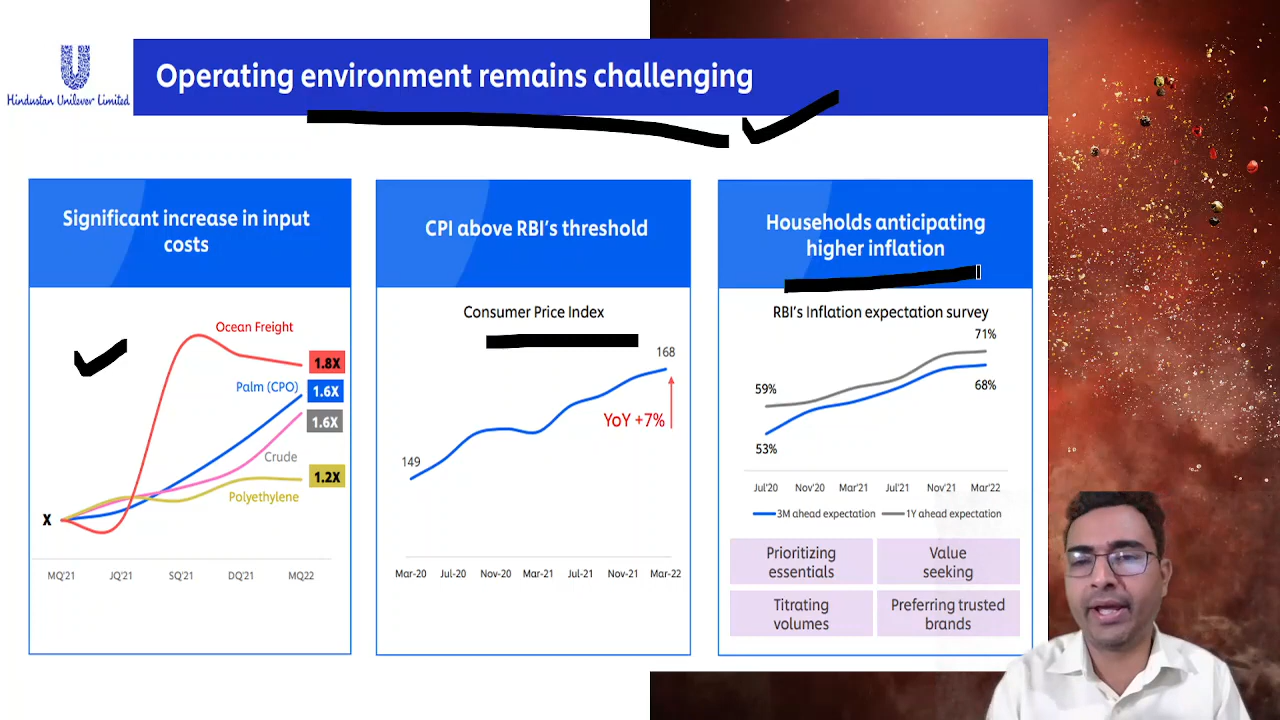 Hindustan Unilever Limited
Operating environment remains challenging
Significant increase in input
costs
Ocean Freight
1.8X
Palm (CPO)
1.6X
1.6X
Crude
1.2X
Polyethylene
X
MQ'21 JQ'21 SQ'21 DQ'21 MQ22
CPI above RBI's threshold
Consumer Price Index
168
YoY +7%
149
Mar-20 Jul-20 Nov-20 Mar-21 Jul-21 Nov-21 Mar-22
Households anticipating
higher inflation
RBI's Inflation expectation survey
71%
59%
68%
53%
Jul'20 Nov'20 Mar'21 Jul'21 Nov'21 Mar'22
3M ahead expectation 1Y ahead expectation
Prioritizing
essentials
Value
seeking
Titrating
volumes
Preferring trusted
brands